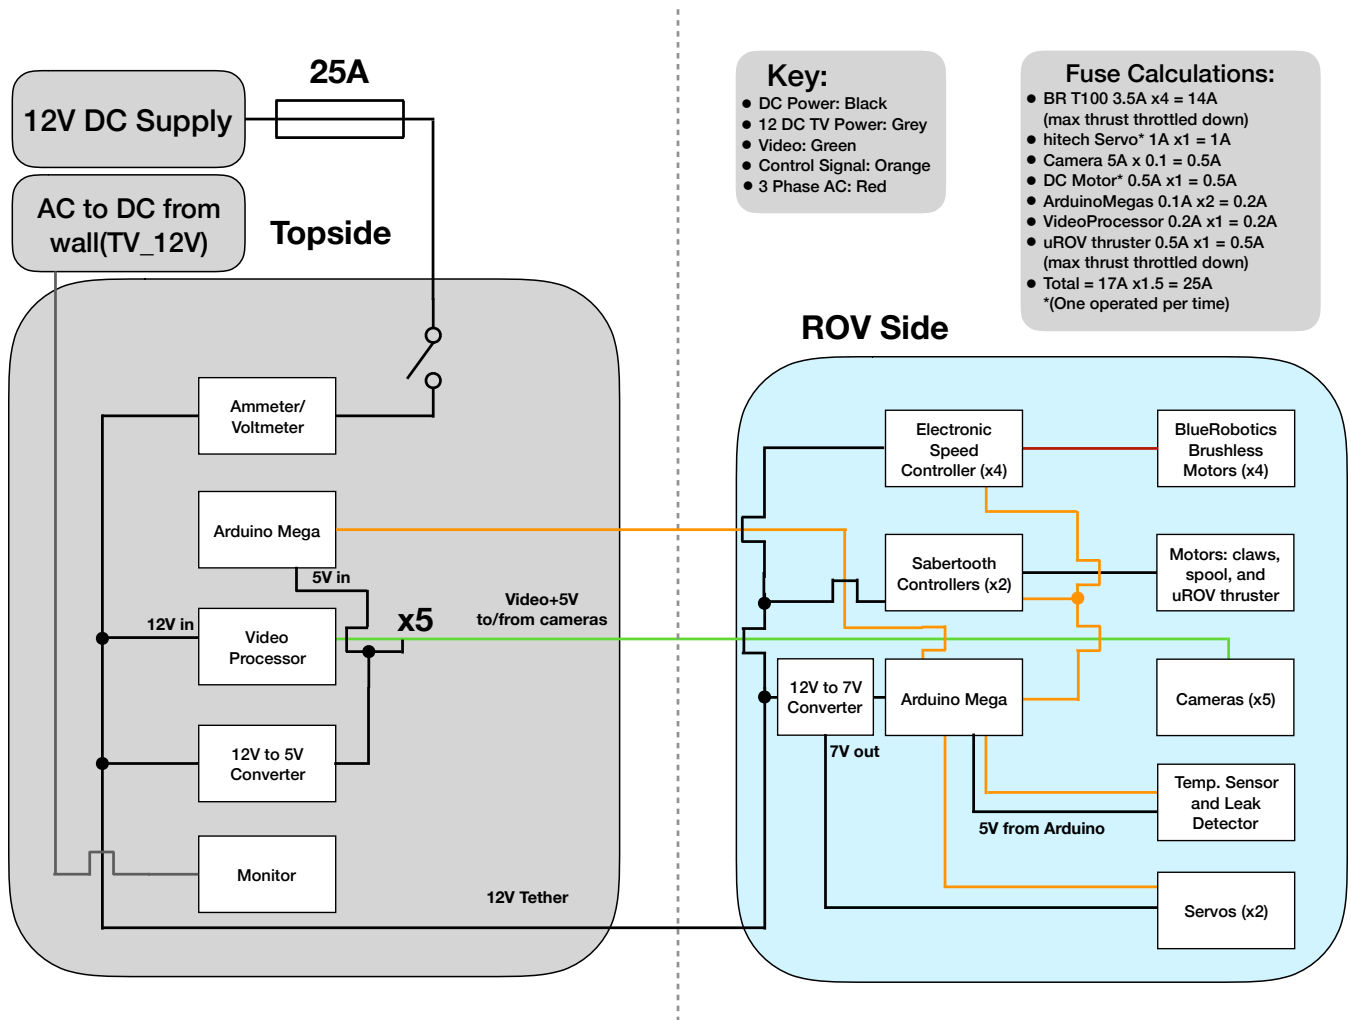 25A
12V DC Supply
AC to DC from
wall(TV_12V)
Topside
Key:
● DC Power: Black
● 12 DC TV Power: Grey
● Video: Green
● Control Signal: Orange
● 3 Phase AC: Red
Fuse Calculations:
● BR T100 3.5A x4 = 14A
(max thrust throttled down)
● hitech Servo* 1A x1 = 1A
● Camera 5A x 0.1 = 0.5A
● DC Motor* 0.5A x1 = 0.5A
● ArduinoMegas 0.1A x2 = 0.2A
● VideoProcessor 0.2A x1 = 0.2A
● uROV thruster 0.5A x1 = 0.5A
(max thrust throttled down)
● Total = 17A x1.5 = 25A
*(One operated per time)
ROV Side
Ammeter/
Voltmeter
Arduino Mega
5V in
12V in
Video
Processor
x5
Video+5V
to/from cameras
12V to 5V
Converter
Monitor
12V Tether
Electronic
Speed
Controller (x4)
BlueRobotics
Brushless
Motors (x4)
Sabertooth
Controllers (x2)
Motors: claws,
spool, and
uROV thruster
12V to 7V
Converter
Arduino Mega
Cameras (x5)
7V out
Temp. Sensor
and Leak
Detector
5V from Arduino
Servos (x2)